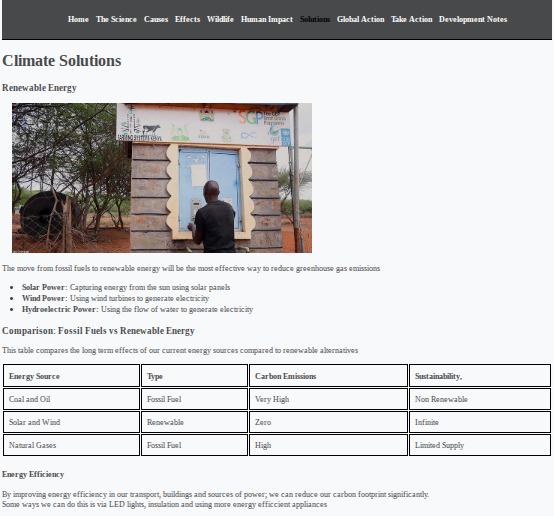 Home The Science Causes Effects Wildlife Human Impact Solutions Global Action Take Action Development Notes
Climate Solutions
Renewable Energy
SGP
The move from fossil fuels to renewable energy will be the most effective way to reduce greenhouse gas emissions
Solar Power: Capturing energy from the sun using solar panels
Wind Power: Using wind turbines to generate electricity
Hydroelectric Power: Using the flow of water to generate electricity
Comparison: Fossil Fuels vs Renewable Energy
This table compares the long term effects of our current energy sources compared to renewable alternatives
Energy Source Type Carbon Emissions Sustainability,
Coal and Oil Fossil Fuel Very High Non Renewable
Solar and Wind Renewable Zero Infinite
Natural Gases Fossil Fuel High Limited Supply
Energy Efficiency
By improving energy efficiency in our transport, buildings and sources of power; we can reduce our carbon footprint significantly.
Some ways we can do this is via LED lights, insulation and using more energy efficcient appliances